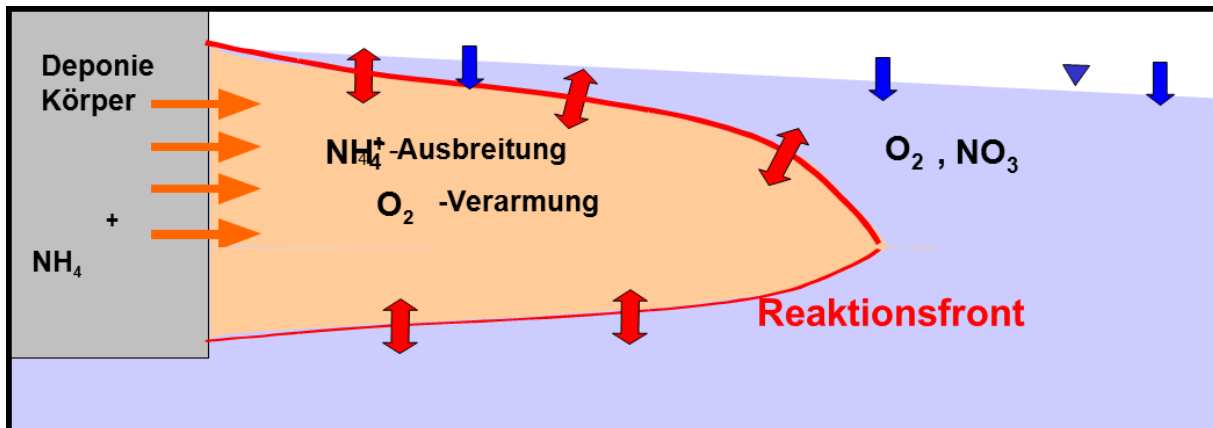 Deponie
Körper
NH₄⁺-Ausbreitung
O₂ -Verarmung
O₂ , NO₃
+
NH₄
Reaktionsfront